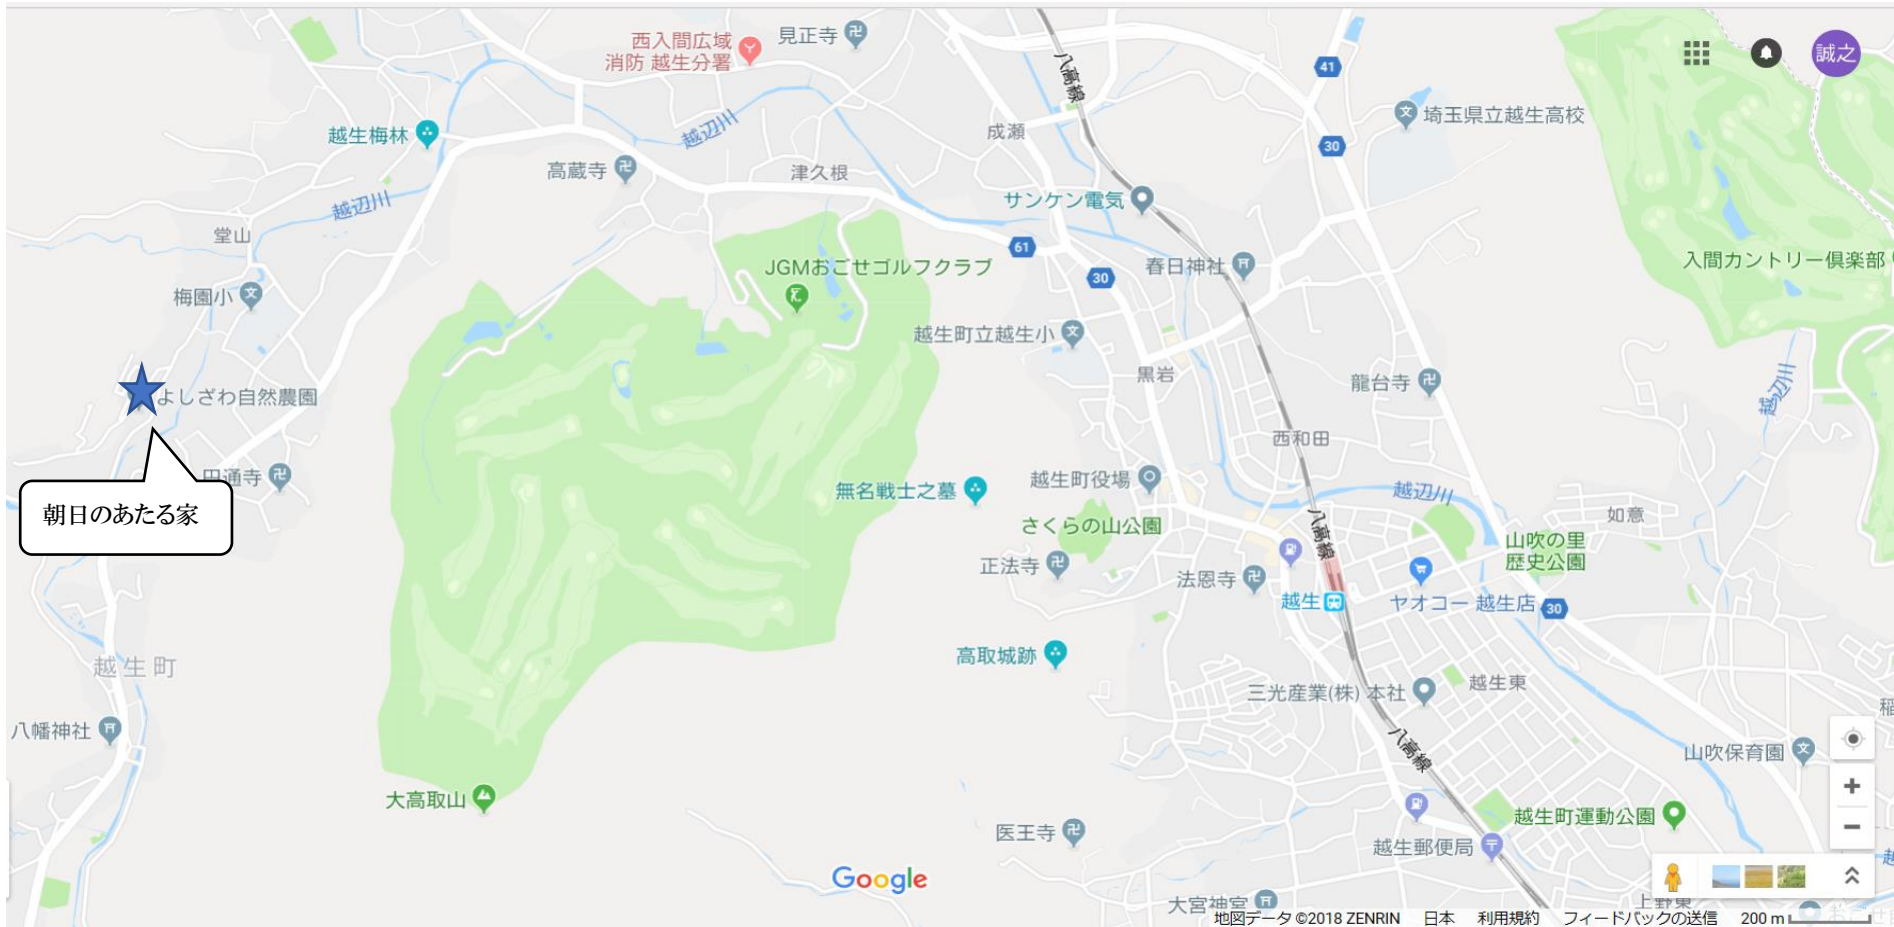 西入間広域
消防 越生分署
見正寺
八高線
41
誠之
越生梅林
越辺川
成瀬
埼玉県立越生高校
30
高蔵寺
津久根
越辺川
サンケン電気
堂山
61
JGMおごせゴルフクラブ
30
春日神社
入間カントリー倶楽部
梅園小
越生町立越生小
よしざわ自然農園
黒岩
龍台寺
越辺川
西和田
円通寺
朝日のあたる家
無名戦士之墓
越生町役場
越辺川
さくらの山公園
八高線
如意
山吹の里
歴史公園
正法寺
法恩寺
越生
ヤオコー 越生店
30
高取城跡
越生町
三光産業(株) 本社
越生東
稲
八幡神社
八高線
山吹保育園
大高取山
越生町運動公園
医王寺
越生郵便局
越
Google
大宮神宮
上野東
地図データ ©2018 ZENRIN 日本 利用規約 フィードバックの送信 200 m